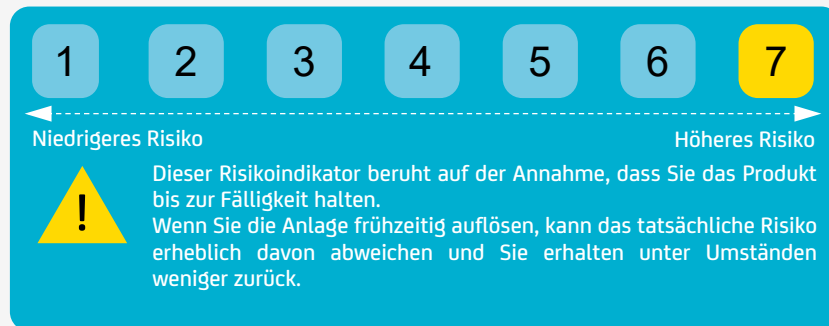 1 2 3 4 5 6 7
Niedrigeres Risiko Höheres Risiko
!
Dieser Risikoindikator beruht auf der Annahme, dass Sie das Produkt
bis zur Fälligkeit halten.
Wenn Sie die Anlage frühzeitig auflösen, kann das tatsächliche Risiko
erheblich davon abweichen und Sie erhalten unter Umständen
weniger zurück.